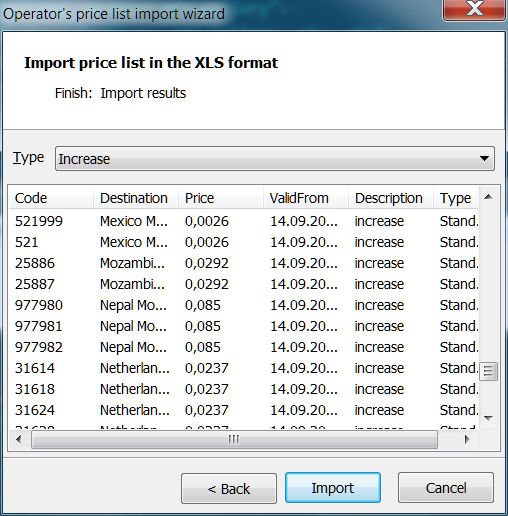 Operator's price list import wizard
Import price list in the XLS format
Finish: Import results
Type Increase
Code Destination Price ValidFrom Description Type
521999 Mexico M... 0,0026 14.09.20... increase Stand.
521 Mexico M... 0,0026 14.09.20... increase Stand.
25886 Mozambi... 0,0292 14.09.20... increase Stand.
25887 Mozambi... 0,0292 14.09.20... increase Stand.
977980 Nepal Mo... 0,085 14.09.20... increase Stand.
977981 Nepal Mo... 0,085 14.09.20... increase Stand.
977982 Nepal Mo... 0,085 14.09.20... increase Stand.
31614 Netherlan... 0,0237 14.09.20... increase Stand.
31618 Netherlan... 0,0237 14.09.20... increase Stand.
31624 Netherlan... 0,0237 14.09.20... increase Stand.
< Back Import Cancel